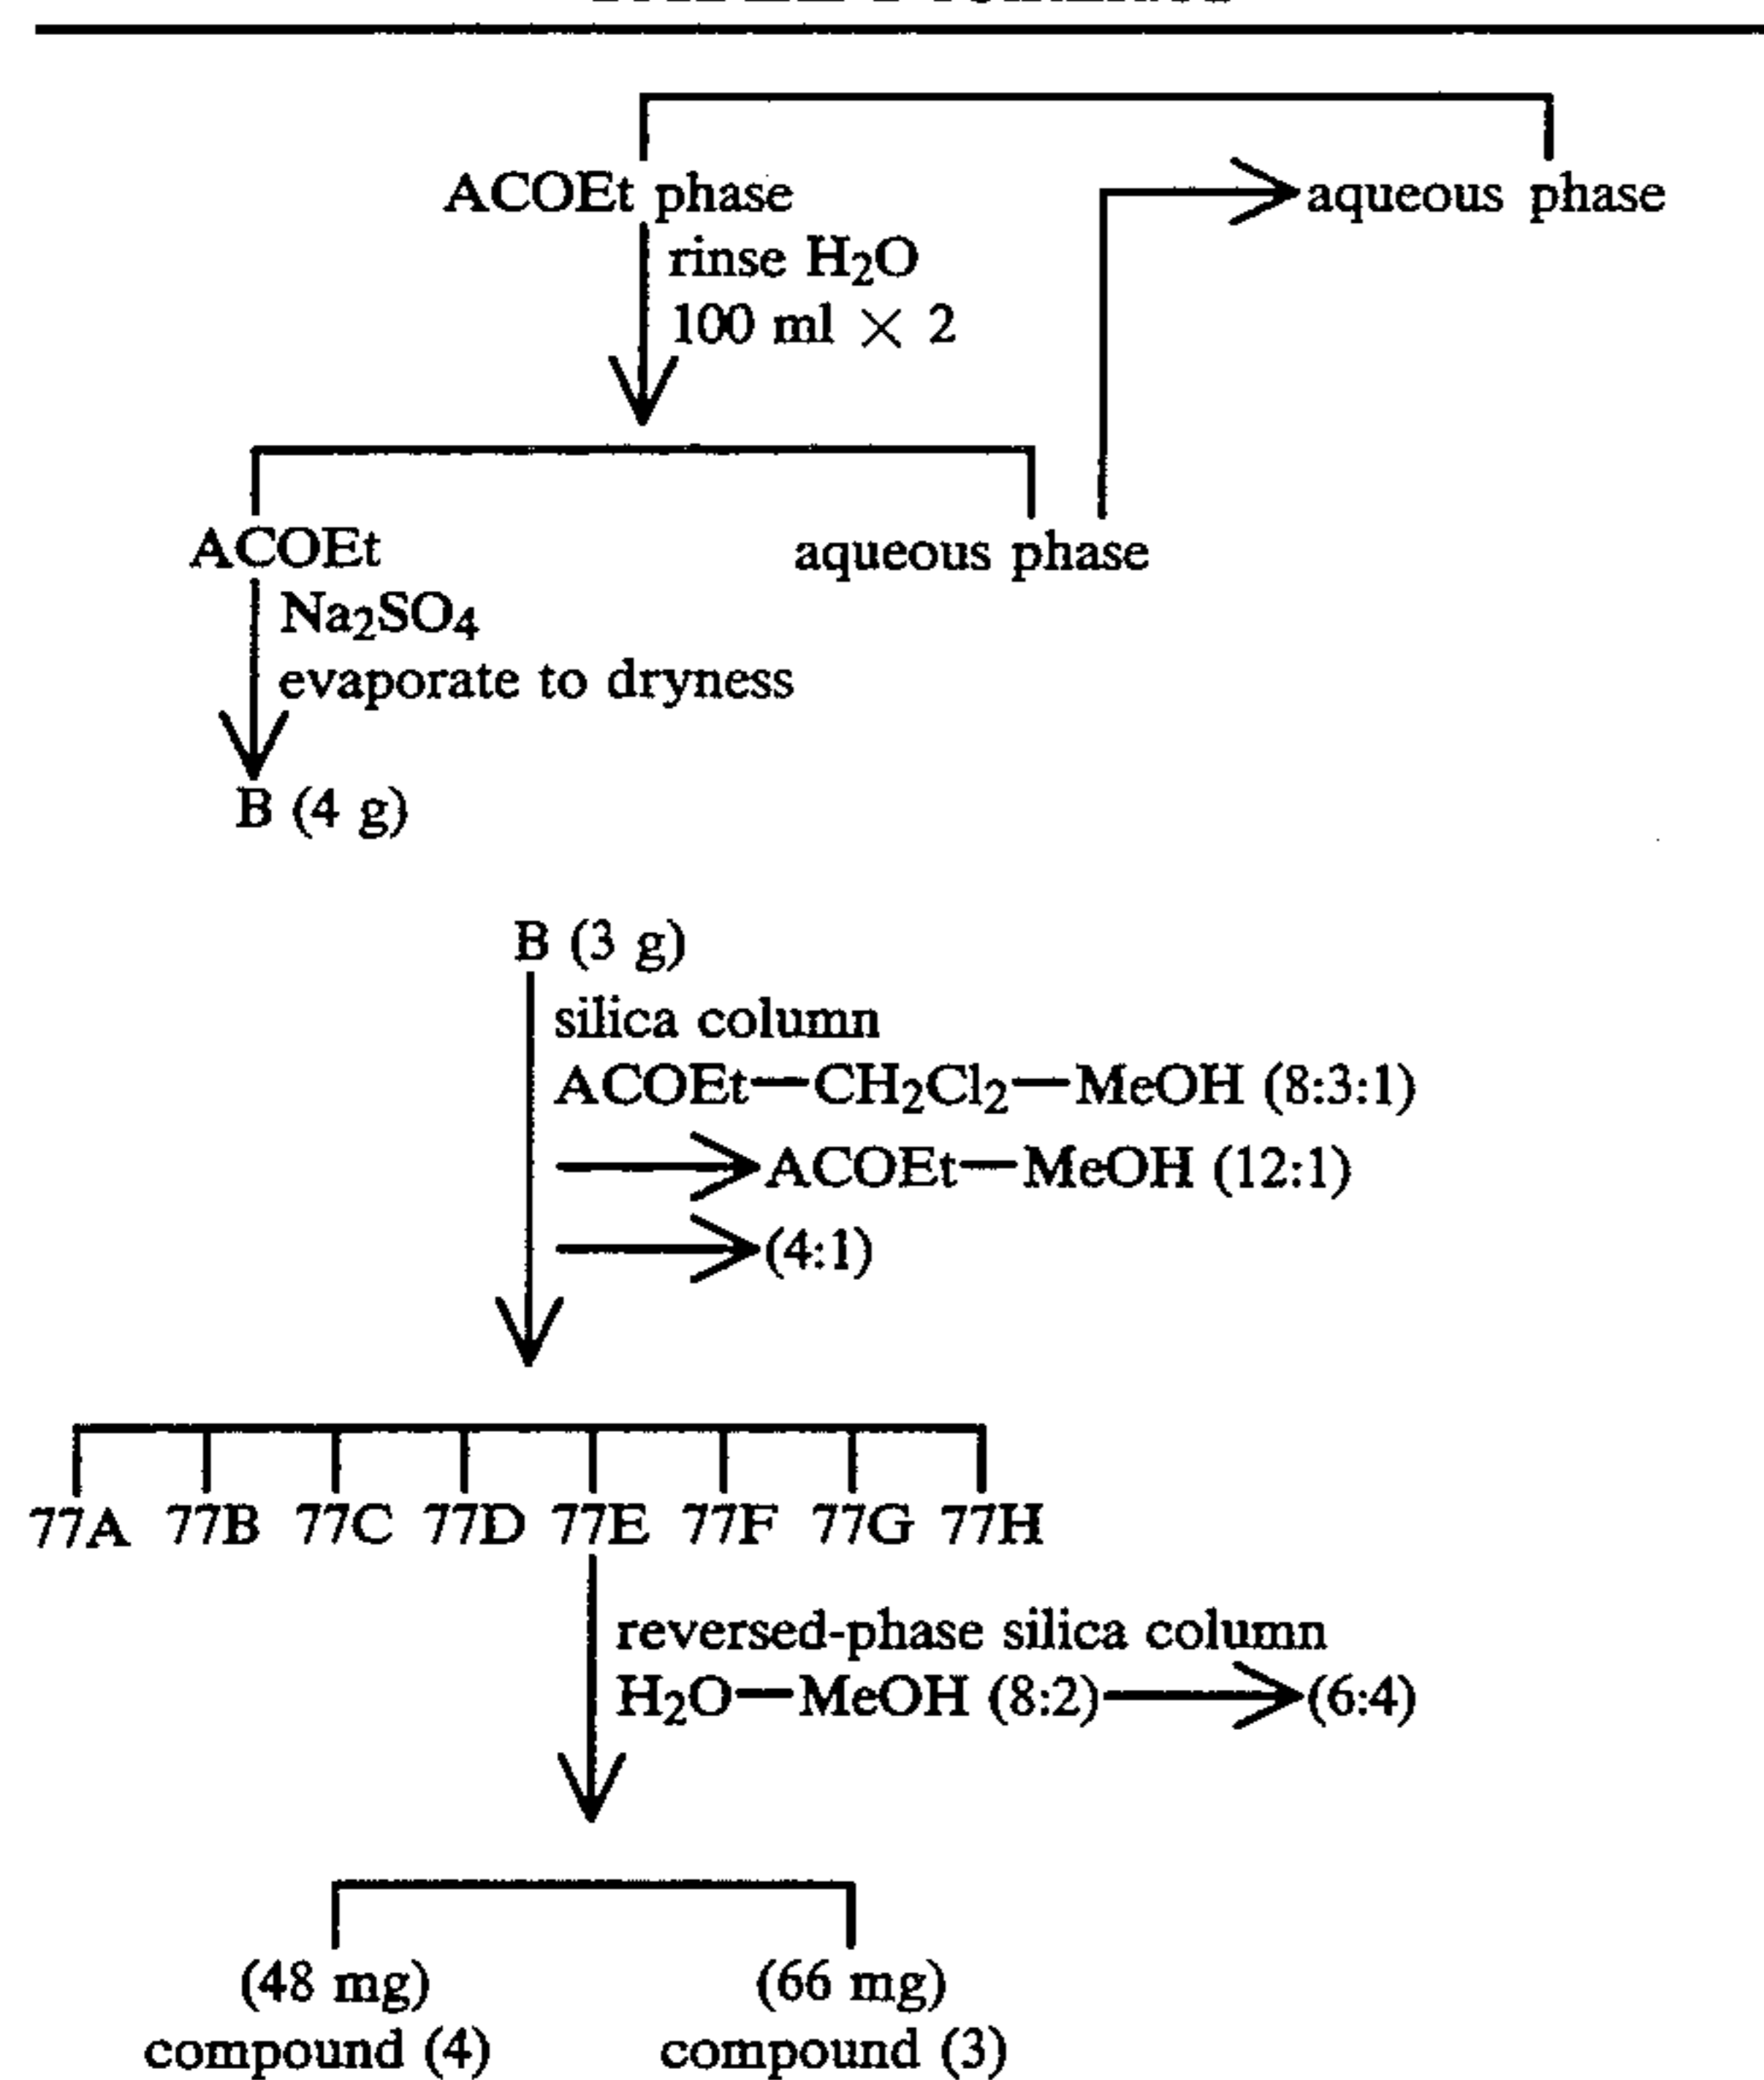 ACOEt phase
aqueous phase
rinse H₂O
100 ml × 2
ACOEt
aqueous phase
Na₂SO₄
evaporate to dryness
B (4 g)
B (3 g)
silica column
ACOEt—CH₂Cl₂—MeOH (8:3:1)
ACOEt—MeOH (12:1)
(4:1)
77A 77B 77C 77D 77E 77F 77G 77H
reversed-phase silica column
H₂O—MeOH (8:2) (6:4)
(48 mg) (66 mg)
compound (4) compound (3)